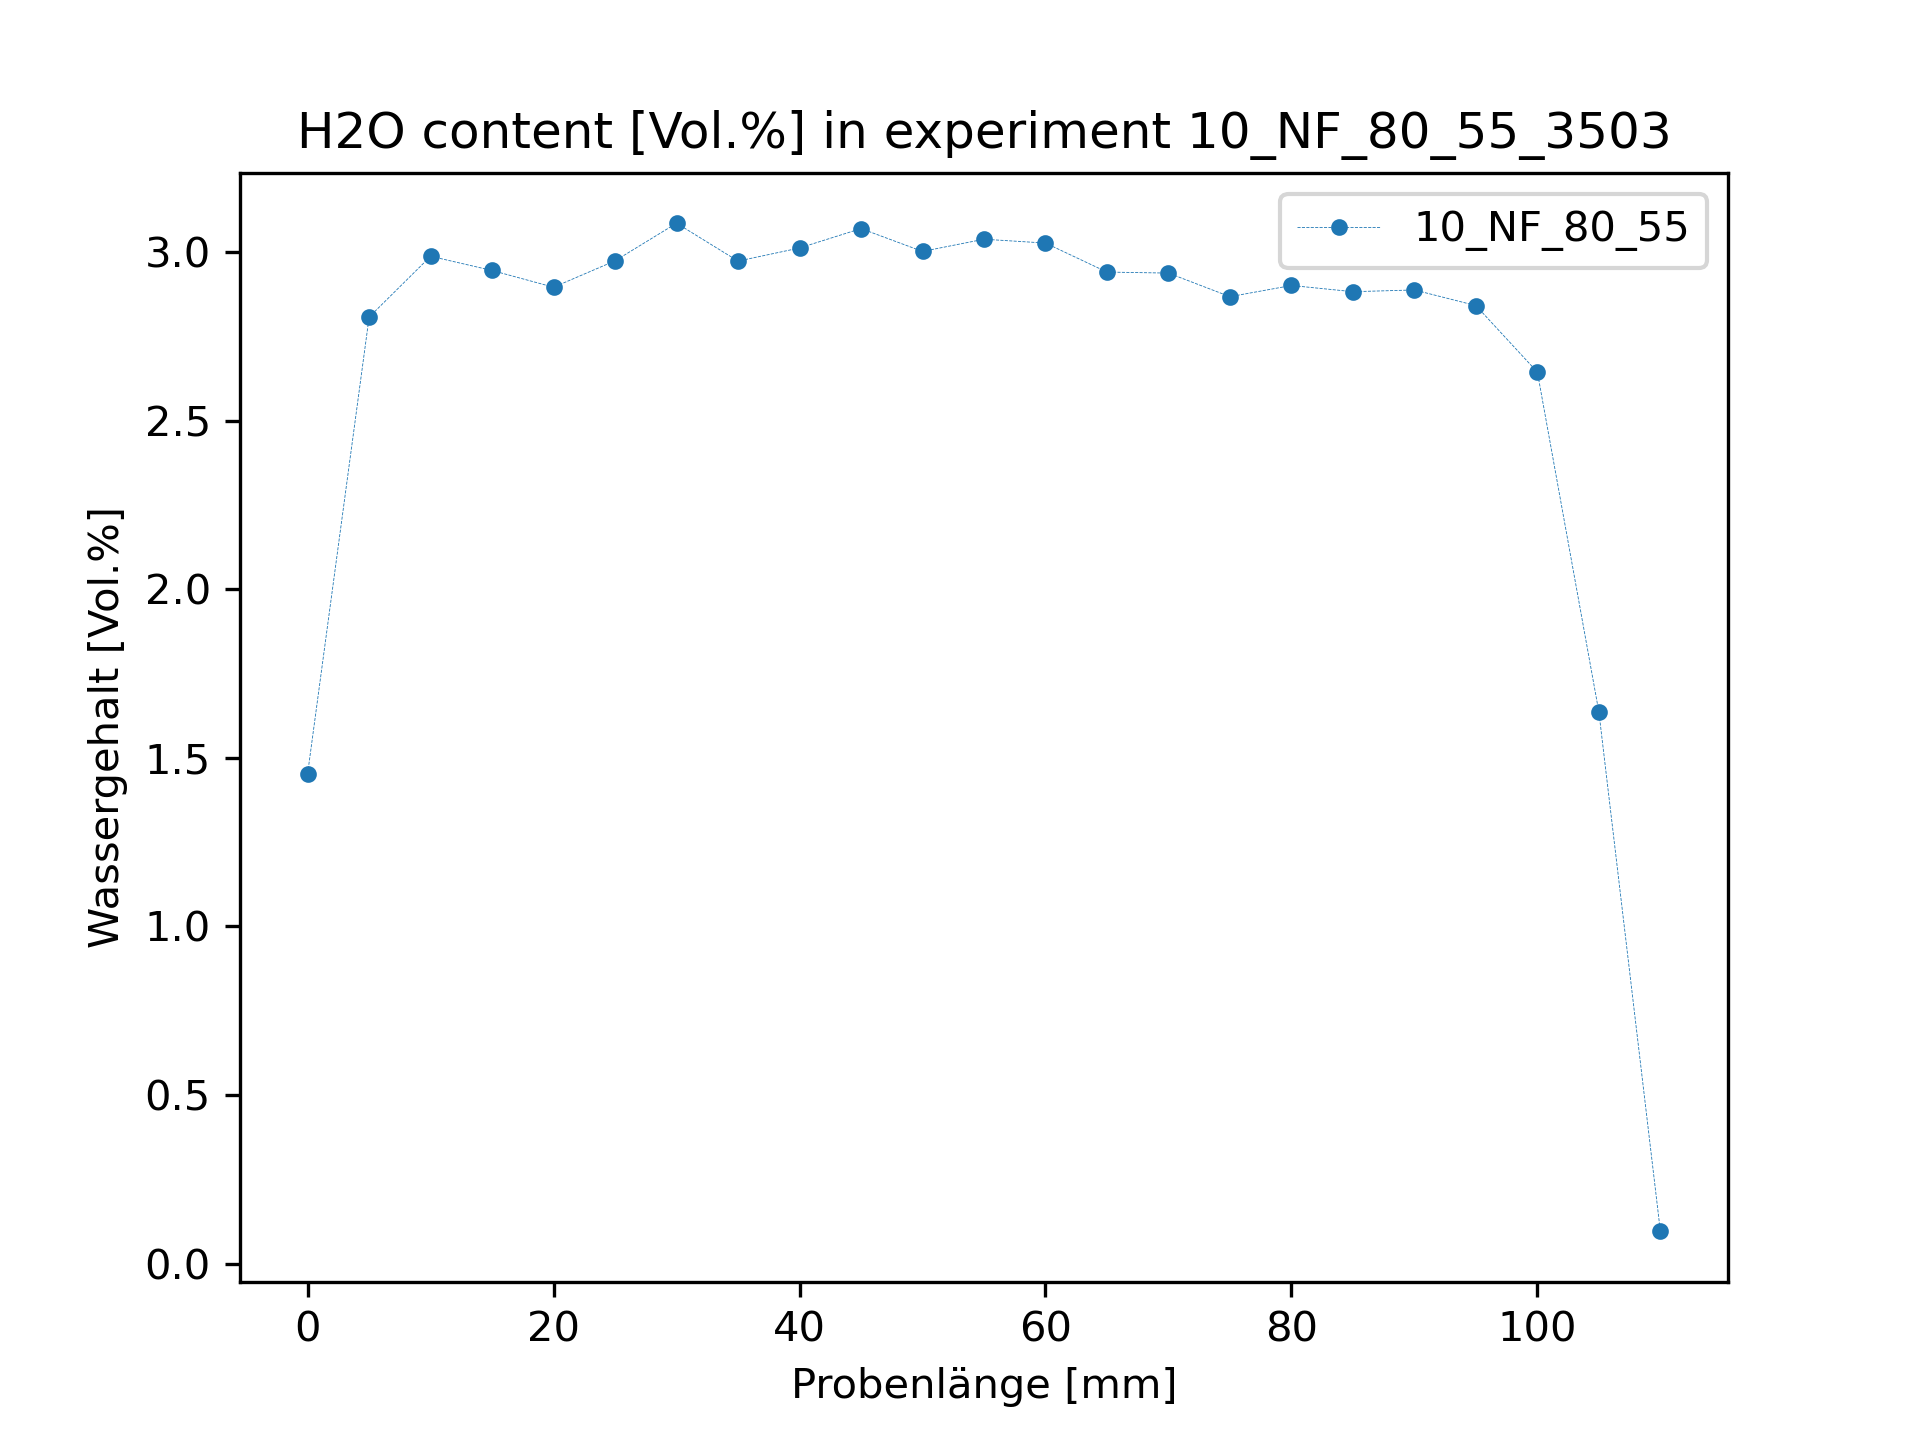 H2O content [Vol.%] in experiment 10_NF_80_55_3503
10_NF_80_55
3.0
2.5
2.0
1.5
1.0
0.5
0.0
Wassergehalt [Vol.%]
0 20 40 60 80 100
Probenlänge [mm]